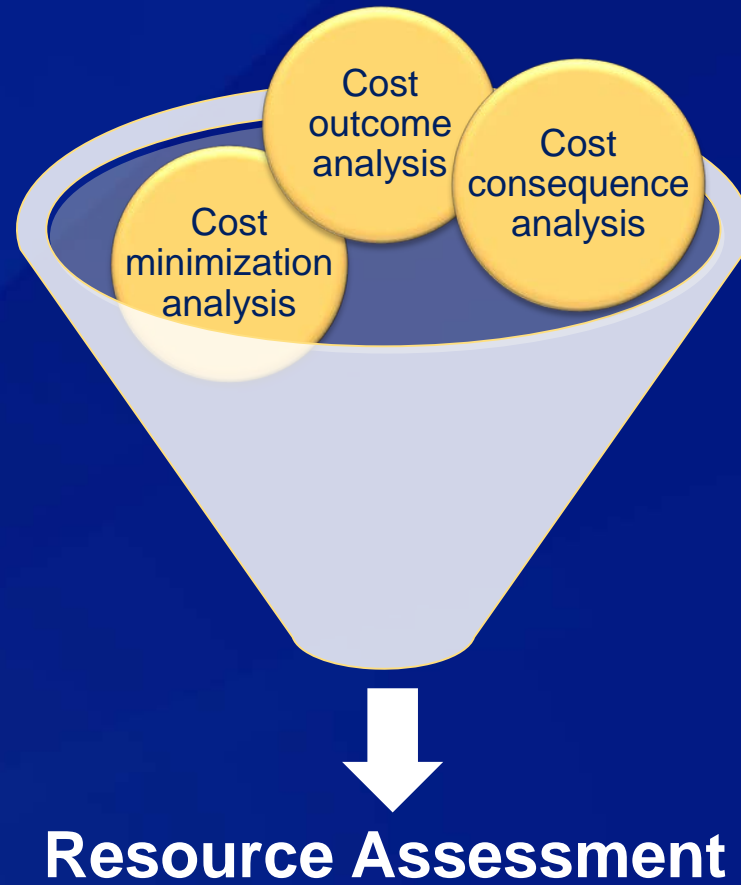 Cost
outcome
analysis
Cost
consequence
analysis
Cost
minimization
analysis
Resource Assessment